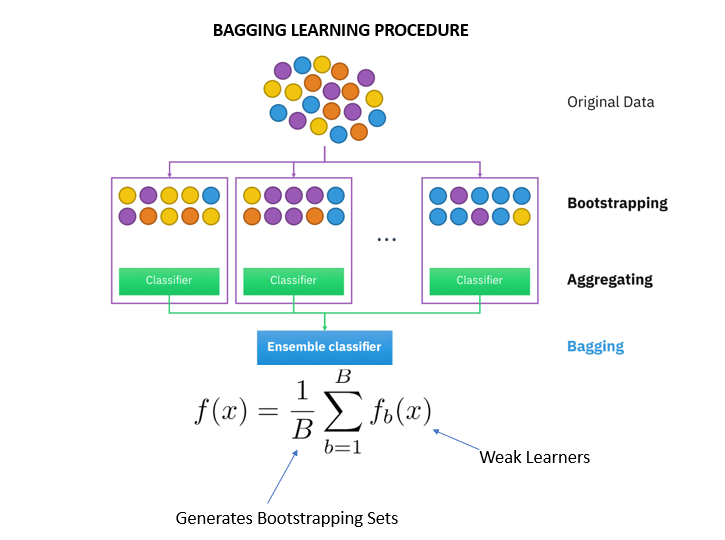 BAGGING LEARNING PROCEDURE
Original Data
Bootstrapping
...
Classifier Classifier Classifier
Aggregating
Ensemble classifier
Bagging
f(x) = \frac{1}{B} \sum_{b=1}^{B} f_b(x)
Weak Learners
Generates Bootstrapping Sets